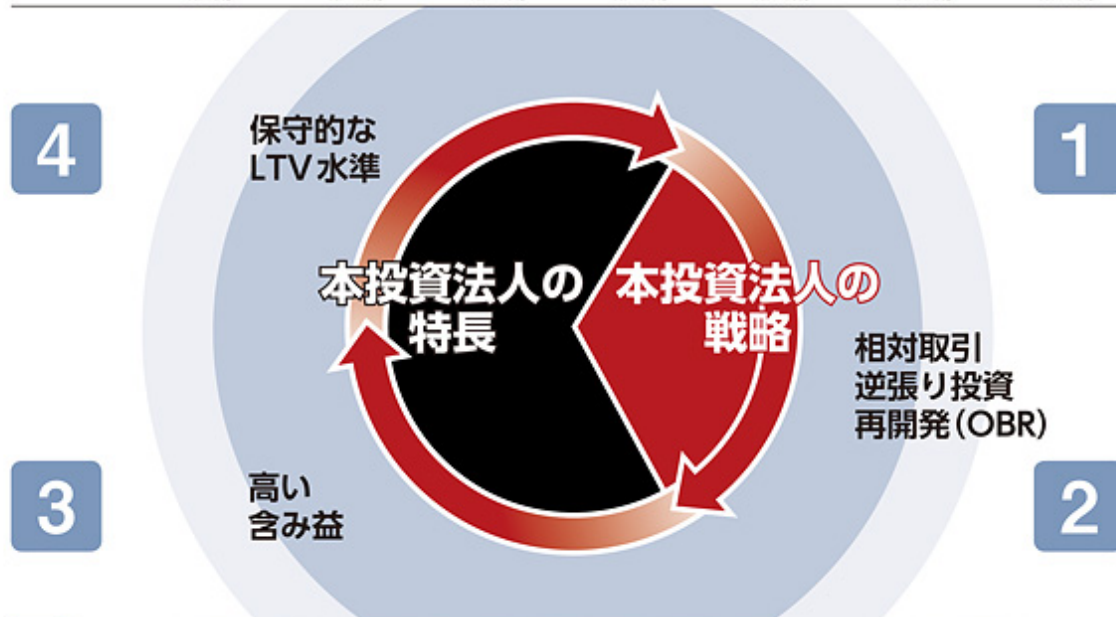 4
保守的な
LTV水準
1
本投資法人の
特長
本投資法人の
戦略
相対取引
逆張り投資
再開発(OBR)
3
高い
含み益
2